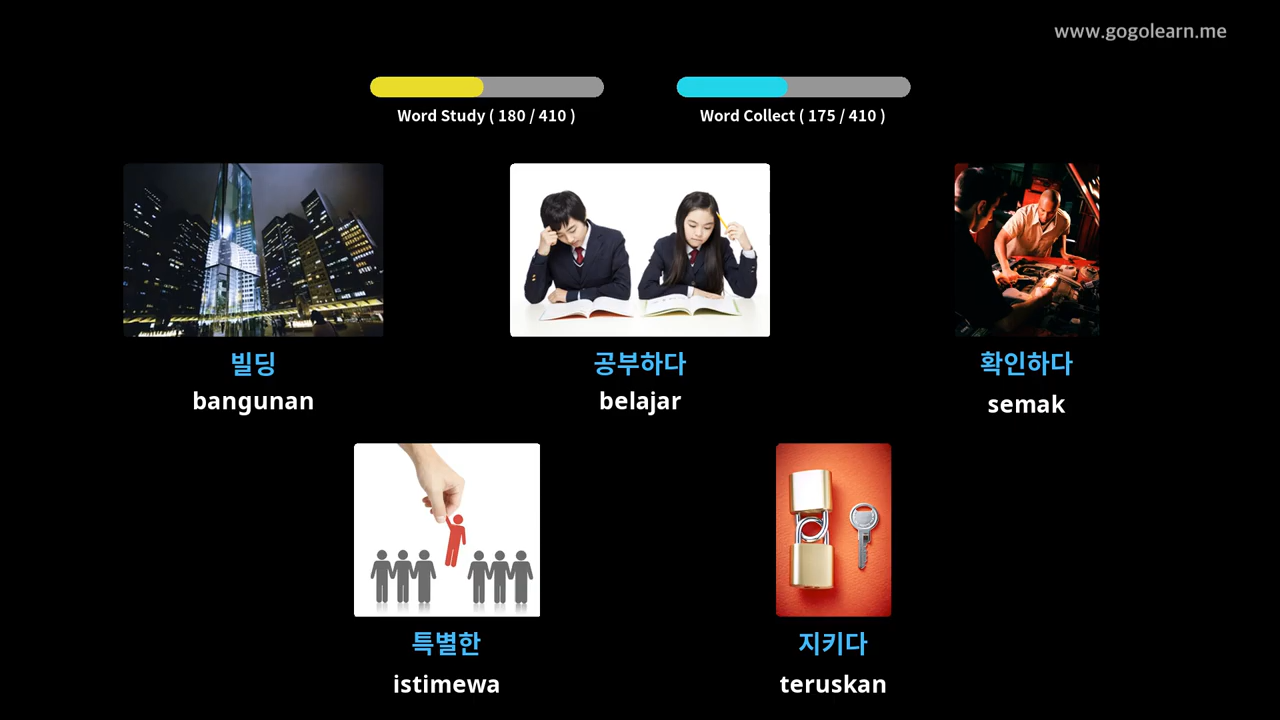 www.gogolearn.me
Word Study ( 180 / 410 )
Word Collect ( 175 / 410 )
빌딩
bangunan
공부하다
belajar
확인하다
semak
특별한
istimewa
지키다
teruskan